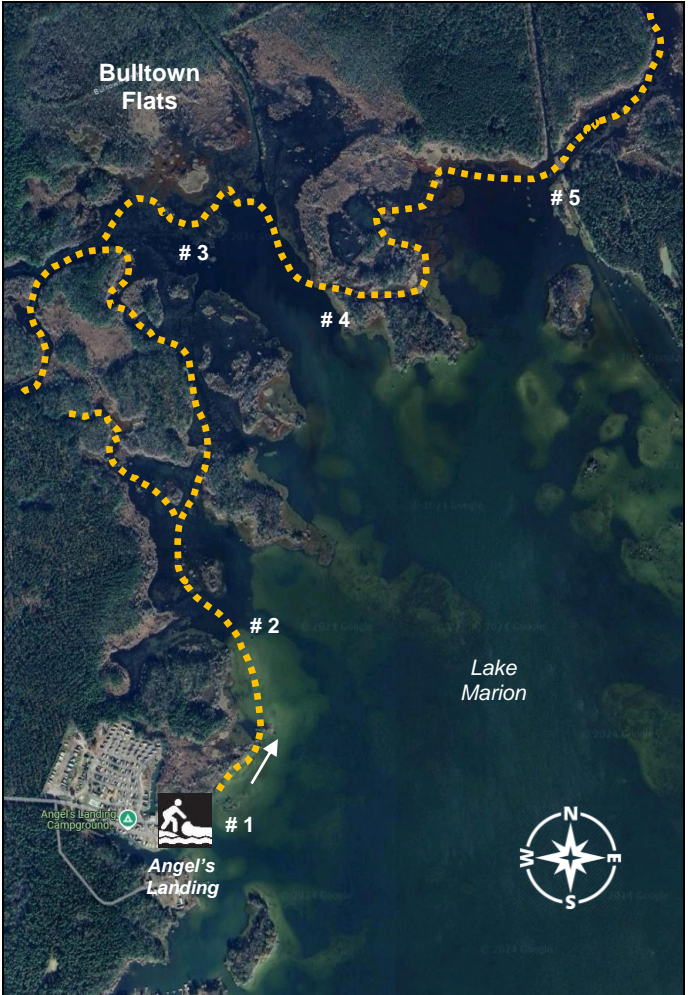 Bulltown
Flats
# 5
# 3
# 4
# 2
Lake
Marion
Angel's Landing
Campground
# 1
Angel's
Landing
N
W
E
S